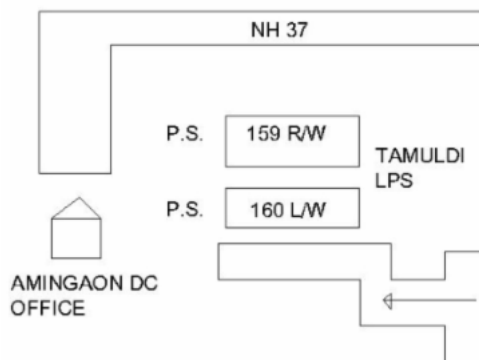 NH 37
P.S. 159 R/W
TAMULDI
LPS
P.S. 160 L/W
AMINGAON DC
OFFICE